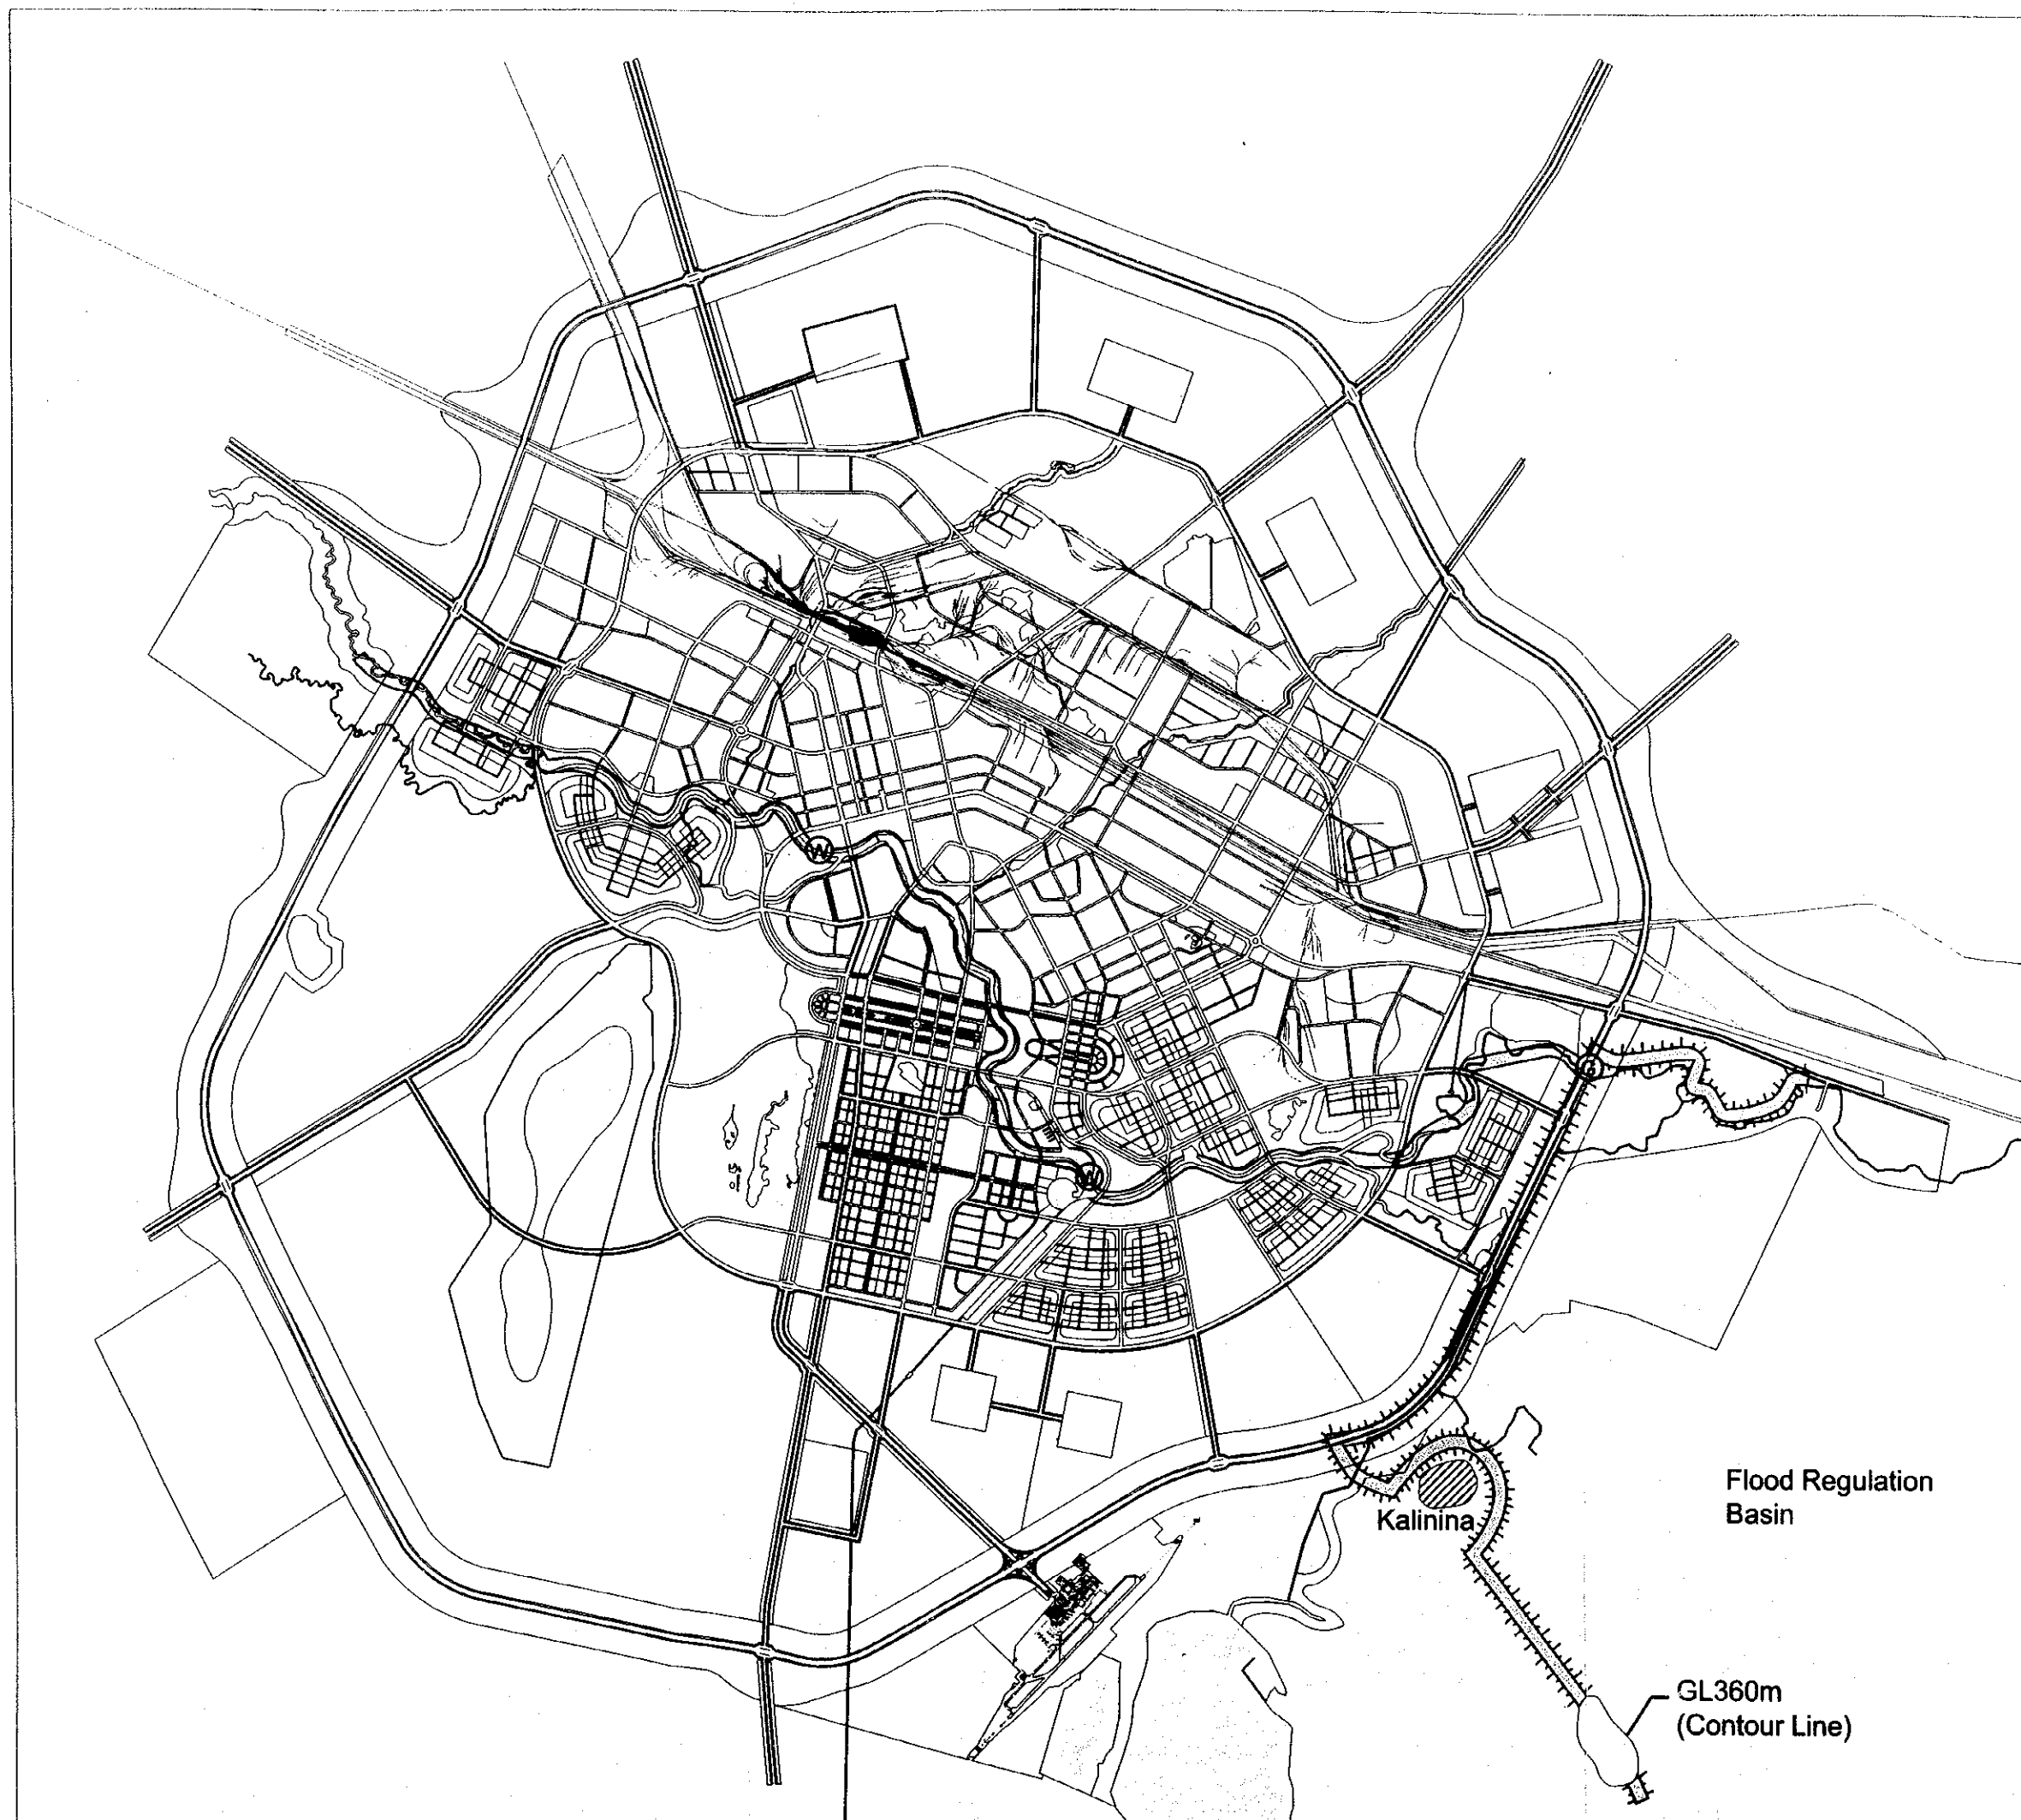 W
G
W
Flood Regulation
Basin
Kalinina
GL360m
(Contour Line)